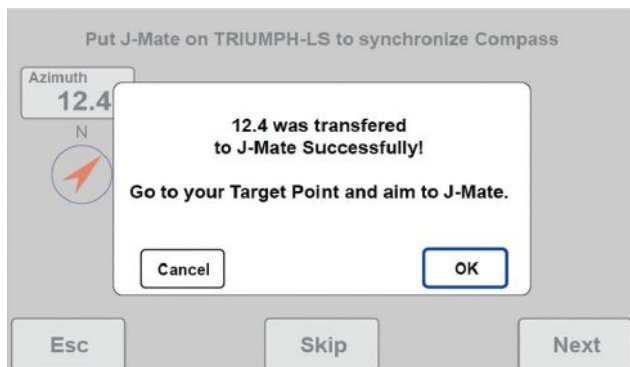 Put J-Mate on TRIUMPH-LS to synchronize Compass
Azimuth
12.4
N
12.4 was transfered
to J-Mate Successfully!
Go to your Target Point and aim to J-Mate.
Cancel
OK
Esc
Skip
Next